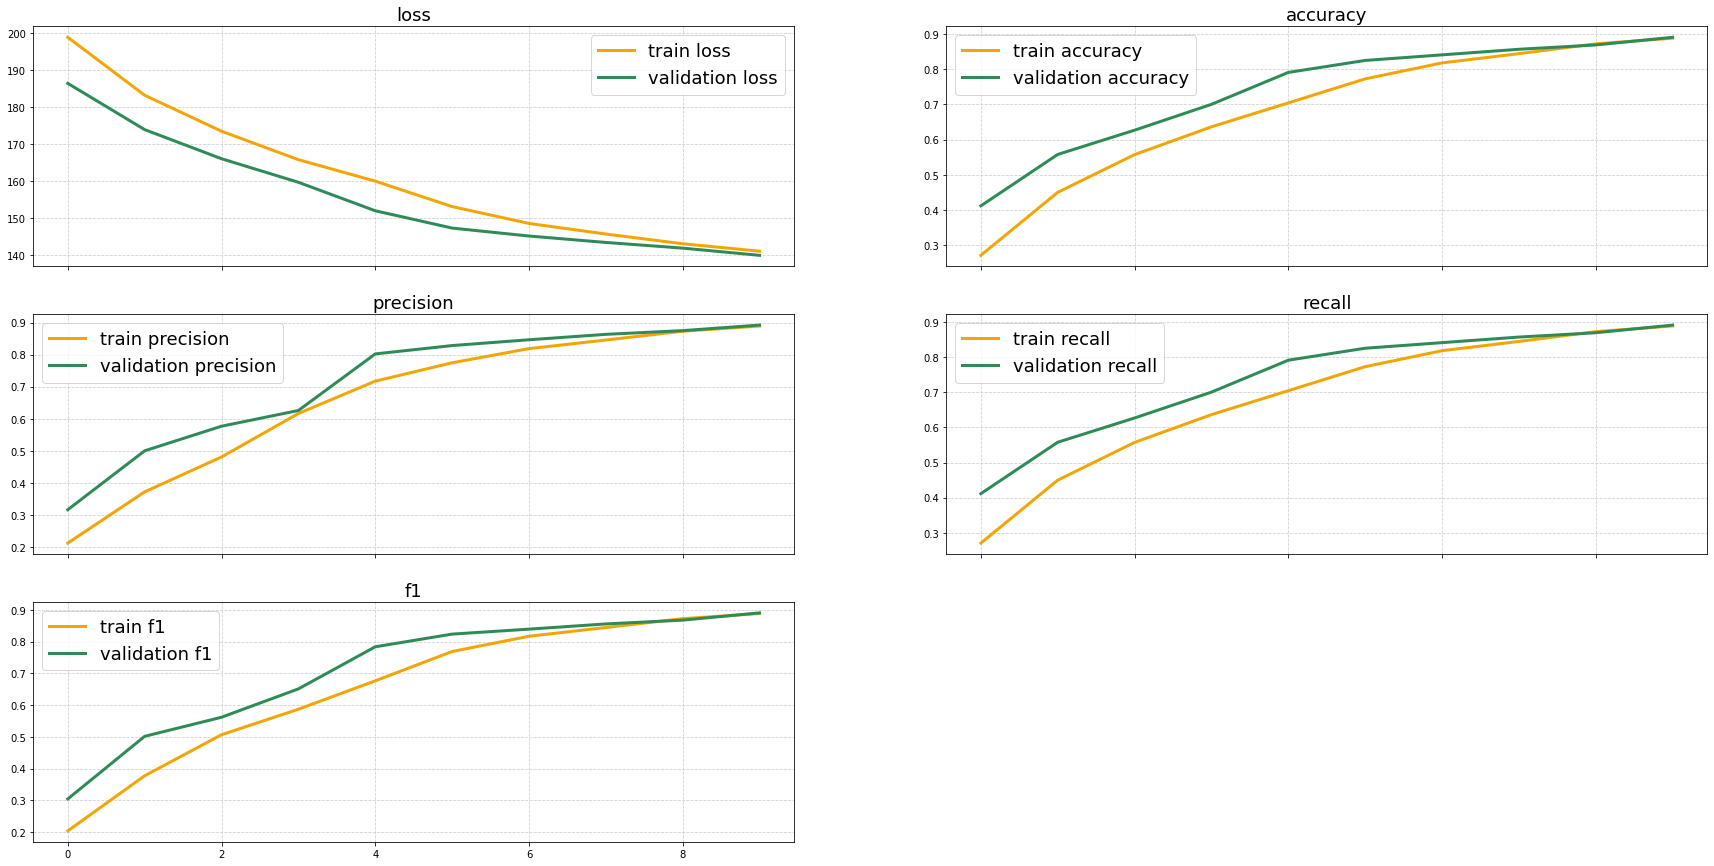 loss
200
190
180
170
160
150
140
train loss
validation loss
accuracy
0.9
0.8
0.7
0.6
0.5
0.4
0.3
train accuracy
validation accuracy
precision
0.9
0.8
0.7
0.6
0.5
0.4
0.3
0.2
train precision
validation precision
recall
0.9
0.8
0.7
0.6
0.5
0.4
0.3
train recall
validation recall
f1
0.9
0.8
0.7
0.6
0.5
0.4
0.3
0.2
train f1
validation f1
0 2 4 6 8